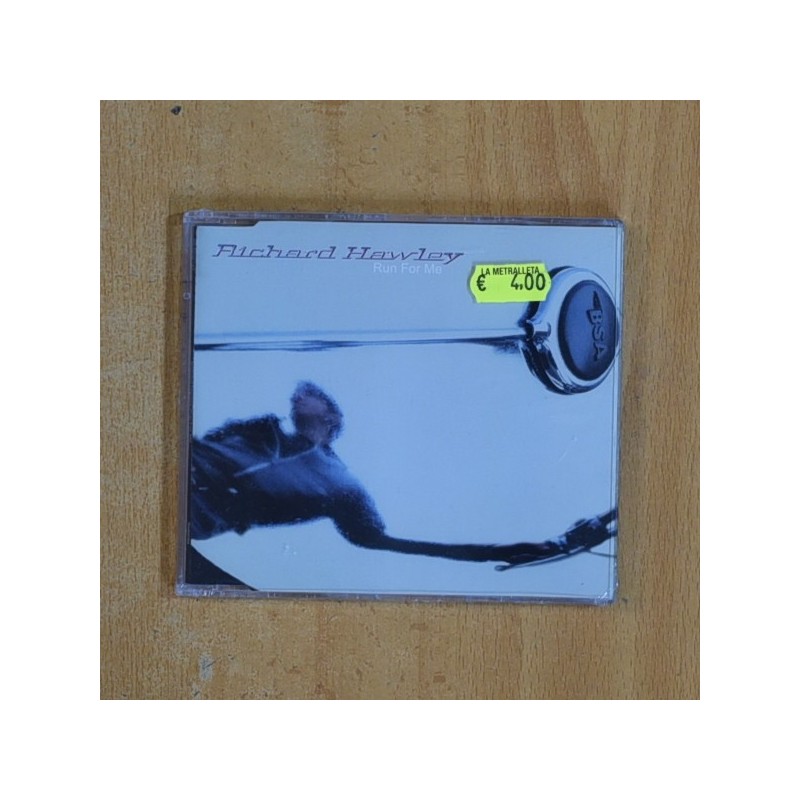 Richard Hawley
Run For Me
LA METRALLETA
€ 4,00
BSA